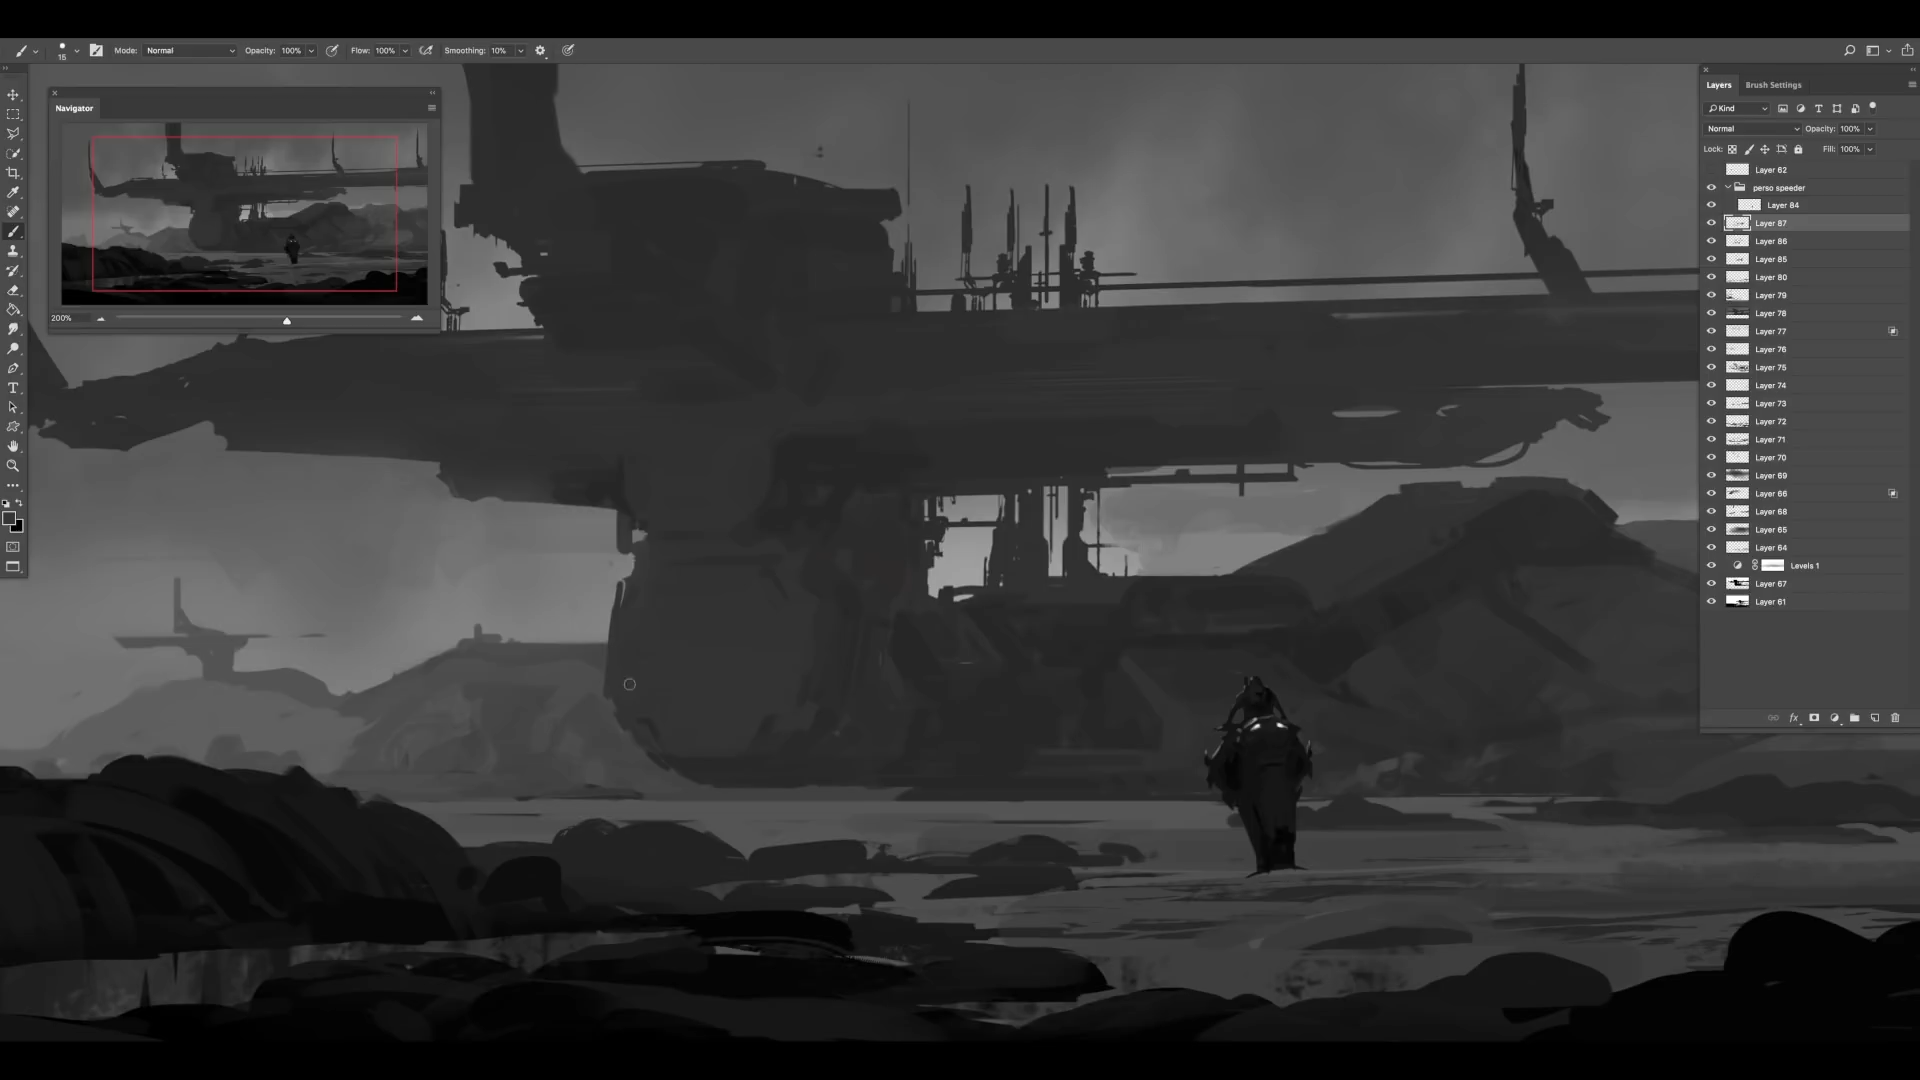 15
Mode: Normal
Opacity: 100%
Flow: 100%
Smoothing: 10%
Navigator
200%
Layers
Brush Settings
Kind
Normal
Opacity: 100%
Lock:
Fill: 100%
Layer 62
perso speeder
Layer 84
Layer 87
Layer 86
Layer 85
Layer 80
Layer 79
Layer 78
Layer 77
Layer 76
Layer 75
Layer 74
Layer 73
Layer 72
Layer 71
Layer 70
Layer 69
Layer 66
Layer 68
Layer 65
Layer 64
Levels 1
Layer 67
Layer 61
fx